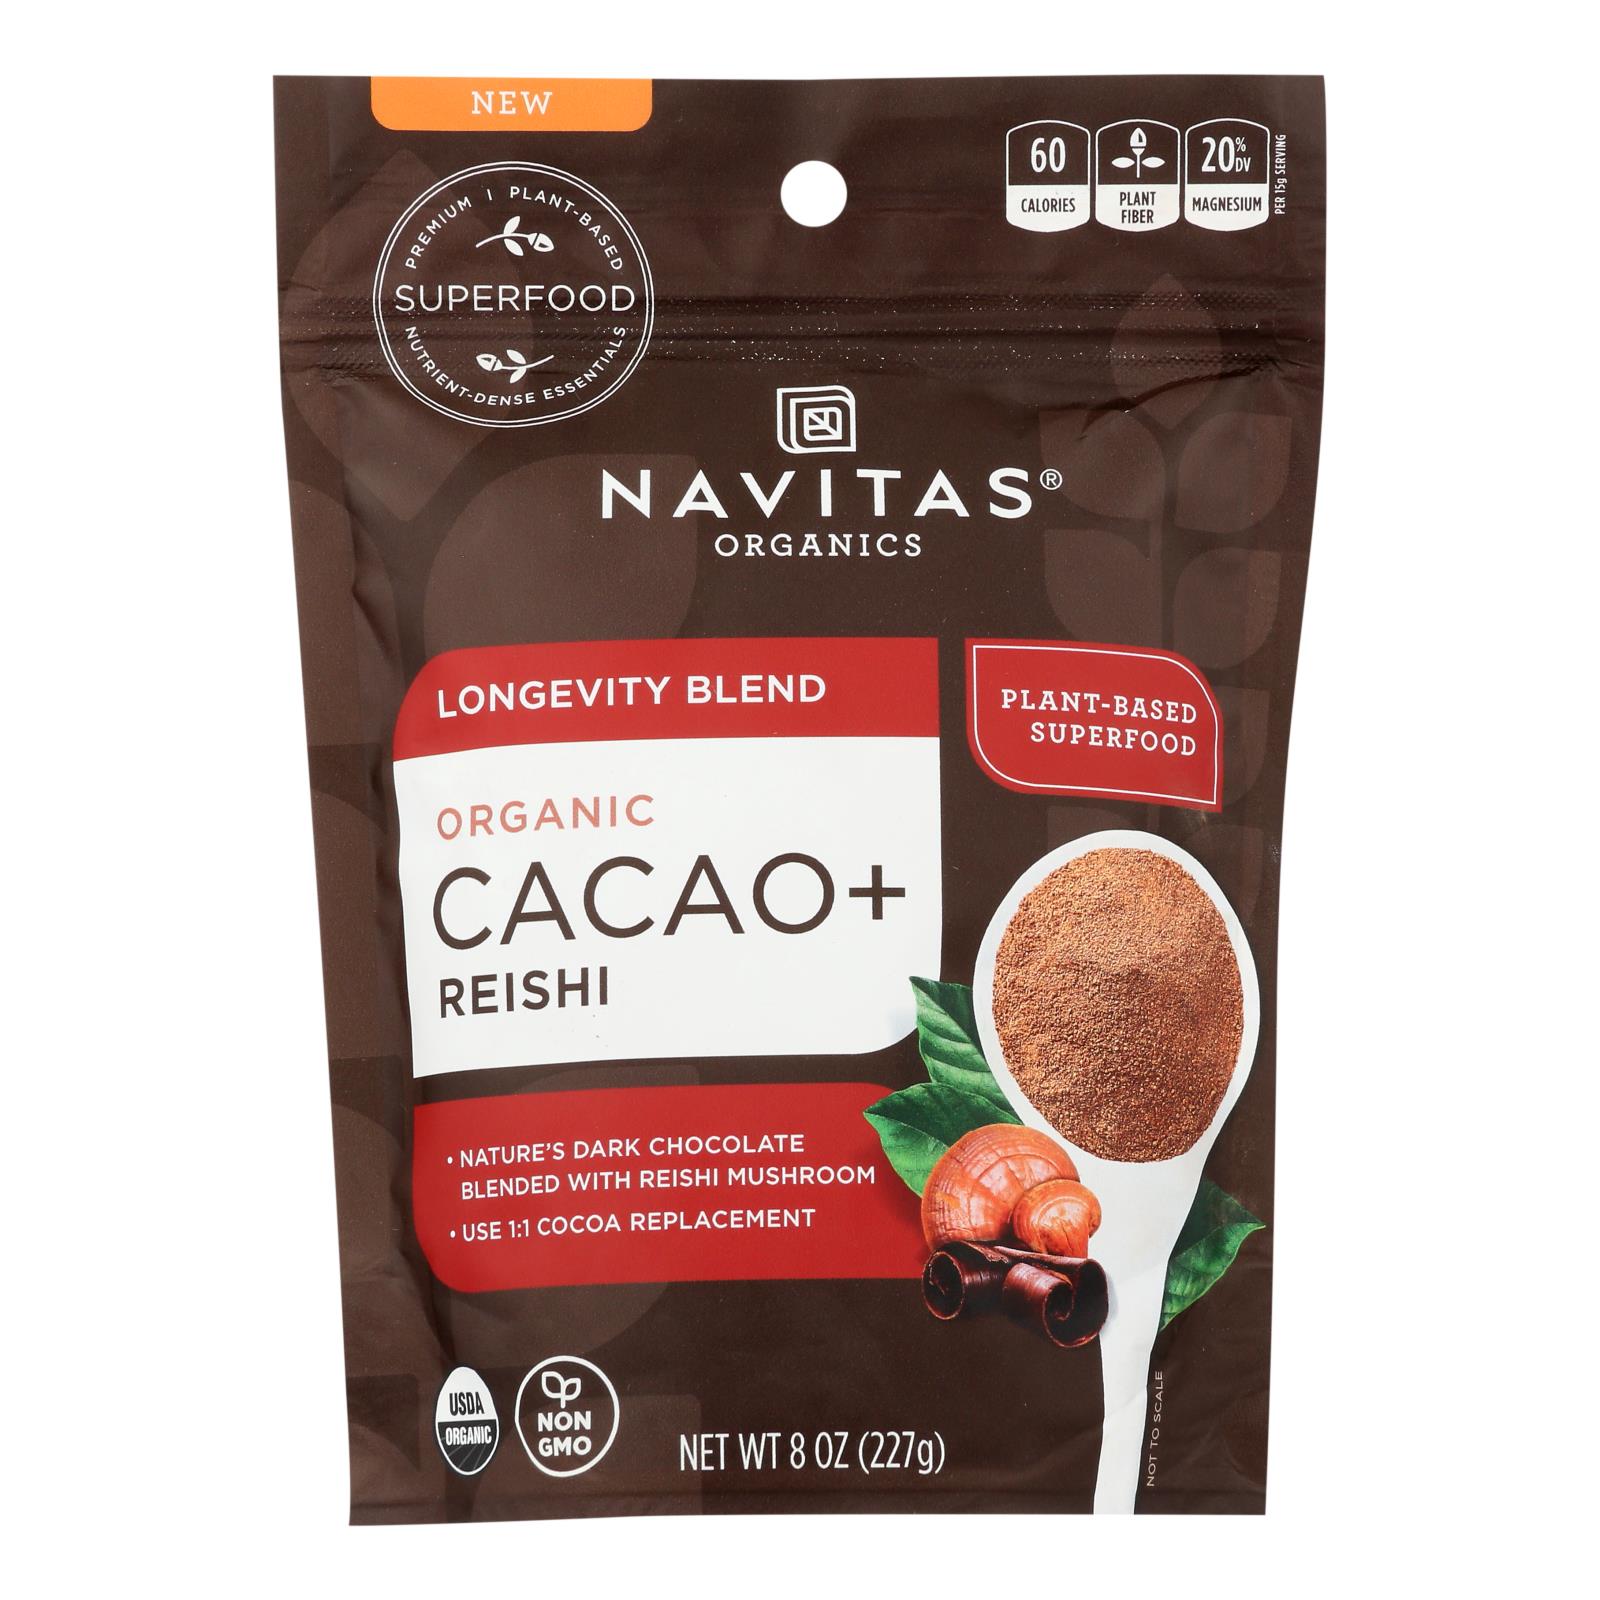 NEW
PREMIUM | PLANT-BASED
SUPERFOOD
NUTRIENT-DENSE ESSENTIALS
60
CALORIES
PLANT
FIBER
20% DV
MAGNESIUM
PER 15g SERVING
NAVITAS®
ORGANICS
LONGEVITY BLEND
PLANT-BASED
SUPERFOOD
ORGANIC
CACAO+
REISHI
• NATURE'S DARK CHOCOLATE
BLENDED WITH REISHI MUSHROOM
• USE 1:1 COCOA REPLACEMENT
USDA
ORGANIC
NON
GMO
NET WT 8 OZ (227g)
NOT TO SCALE